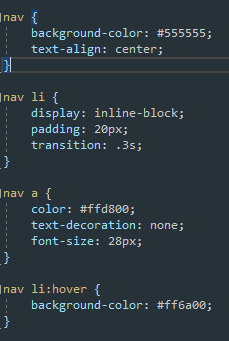 nav {
    background-color: #555555;
    text-align: center;
}
nav li {
    display: inline-block;
    padding: 20px;
    transition: .3s;
}
nav a {
    color: #ffd800;
    text-decoration: none;
    font-size: 28px;
}
nav li:hover {
    background-color: #ff6a00;
}